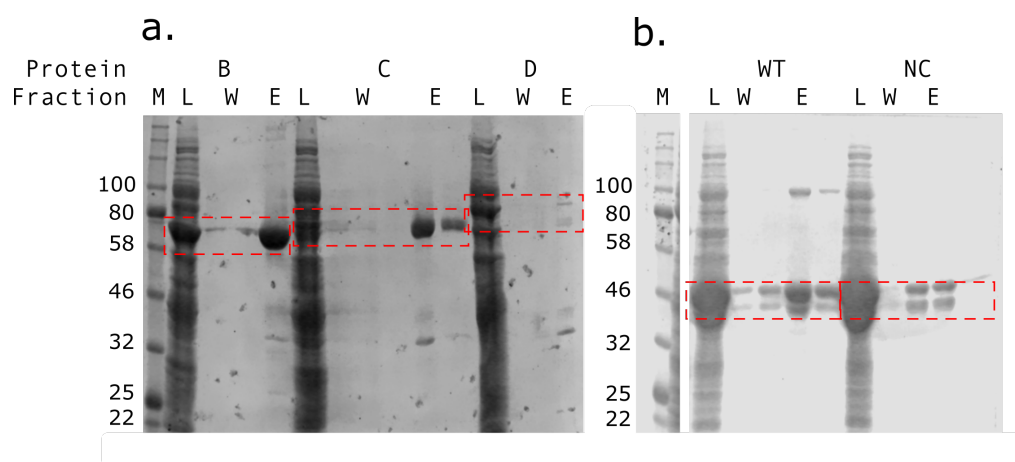 a.
b.
Protein B C D WT NC
Fraction M L W E L W E L W E M L W E L W E
100 100
80 80
58 58
46 46
32 32
25 25
22 22